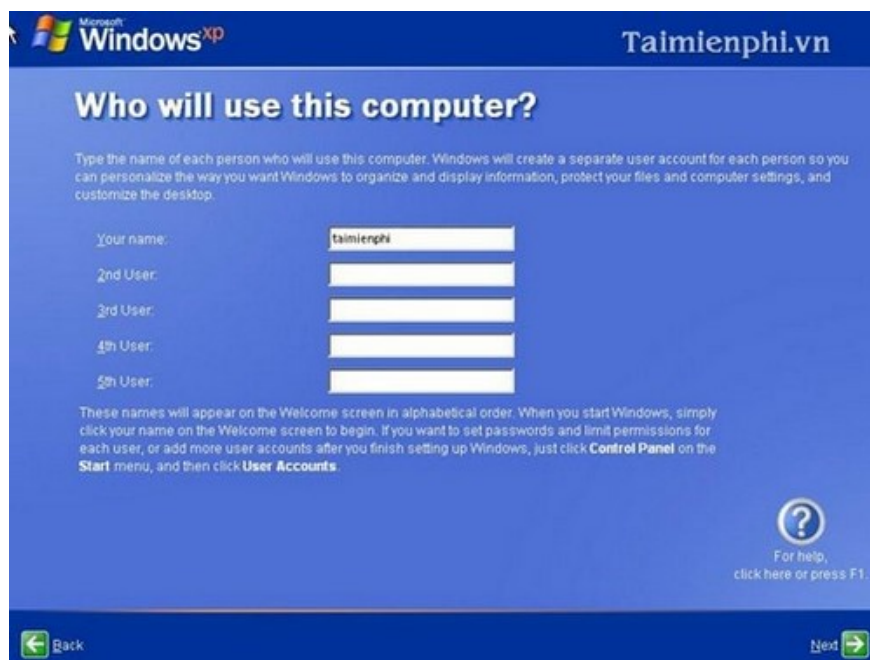 Microsoft
Windows xp
Taimienphi.vn
Who will use this computer?
Type the name of each person who will use this computer. Windows will create a separate user account for each person so you
can personalize the way you want Windows to organize and display information, protect your files and computer settings, and
customize the desktop.
Your name: taimienphi
2nd User:
3rd User:
4th User:
5th User:
These names will appear on the Welcome screen in alphabetical order. When you start Windows, simply
click your name on the Welcome screen to begin. If you want to set passwords and limit permissions for
each user, or add more user accounts after you finish setting up Windows, just click Control Panel on the
Start menu, and then click User Accounts.
?
For help,
click here or press F1.
Back
Next